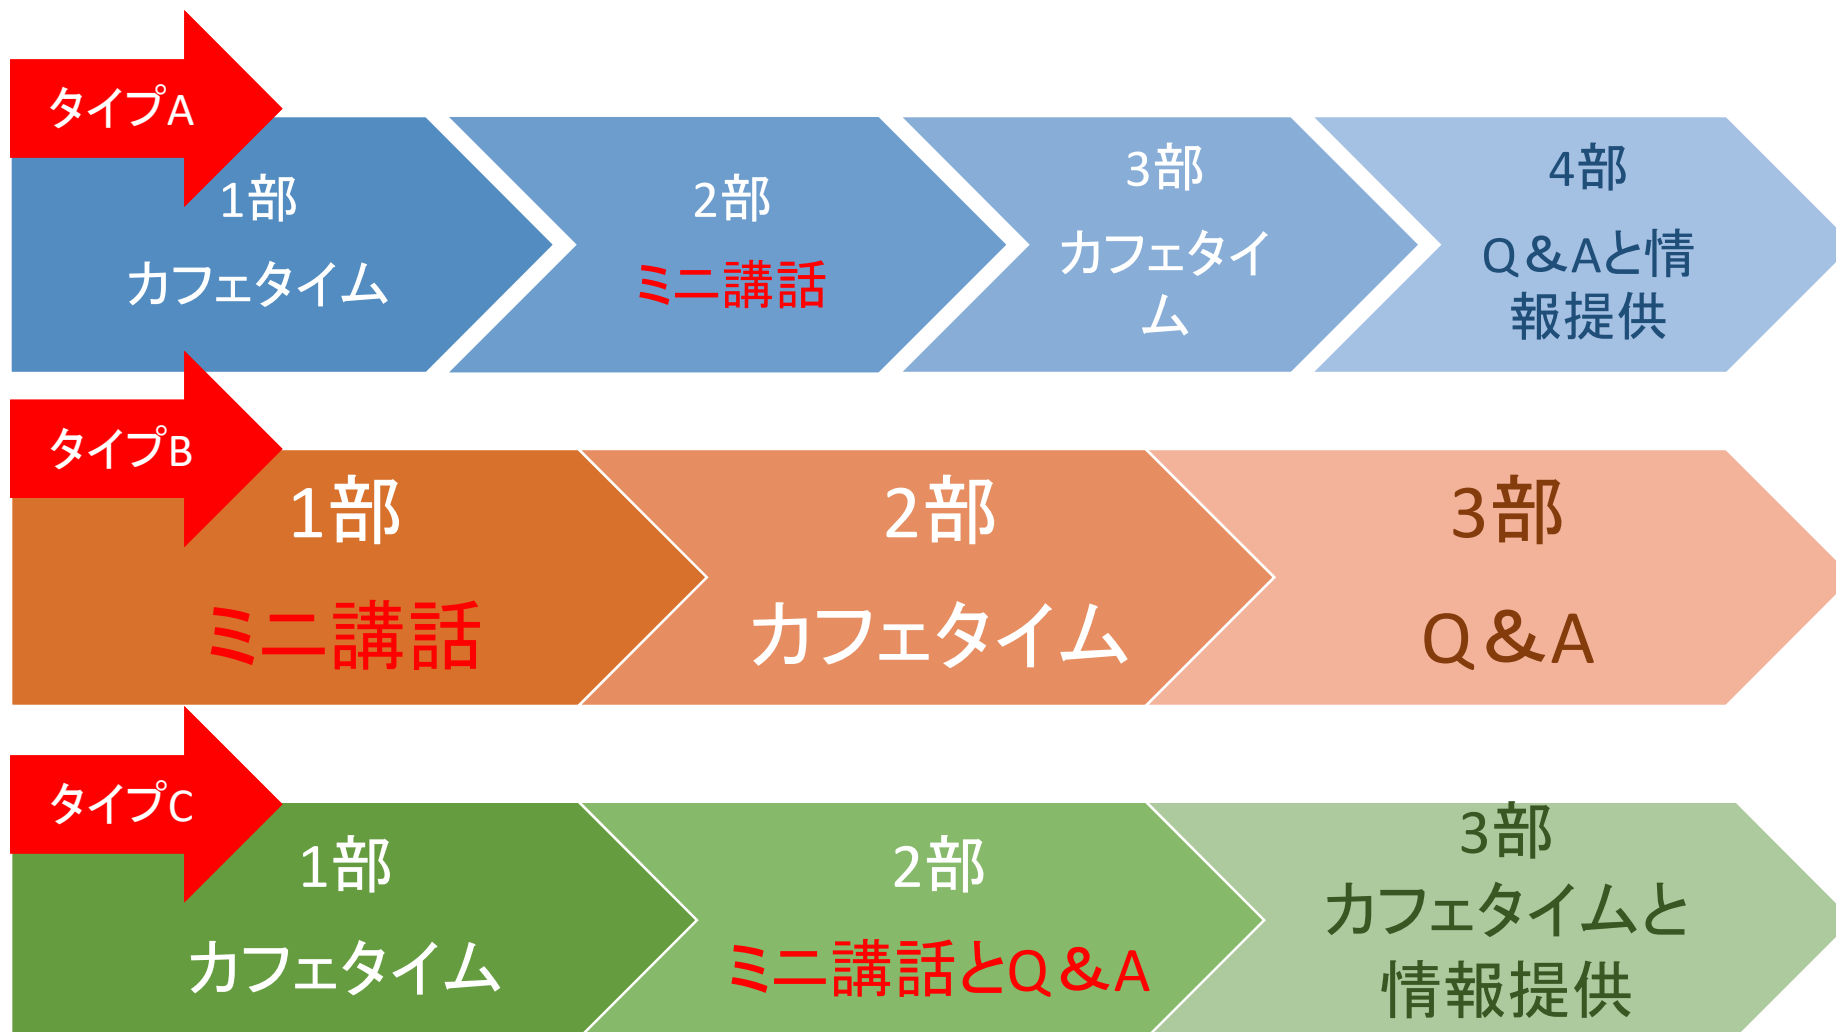 タイプA
1部
カフェタイム
2部
ミニ講話
3部
カフェタイ
ム
4部
Q&Aと情
報提供
タイプB
1部
ミニ講話
2部
カフェタイム
3部
Q&A
タイプC
1部
カフェタイム
2部
ミニ講話とQ&A
3部
カフェタイムと
情報提供